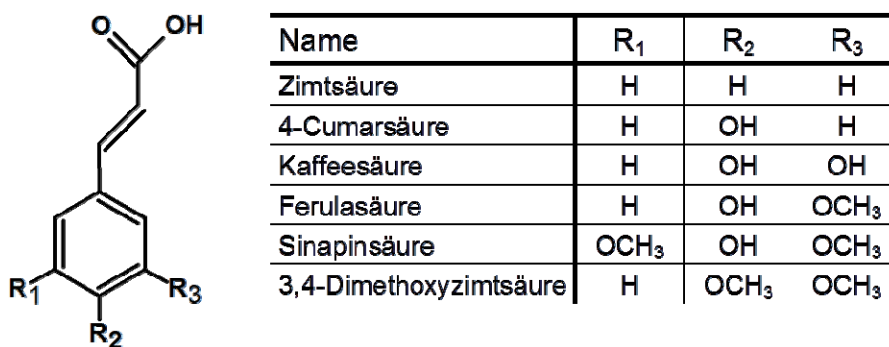 O OH
R₁ R₃
R₂
Name R₁ R₂ R₃
Zimtsäure H H H
4-Cumarsäure H OH H
Kaffeesäure H OH OH
Ferulasäure H OH OCH₃
Sinapinsäure OCH₃ OH OCH₃
3,4-Dimethoxyzimtsäure H OCH₃ OCH₃